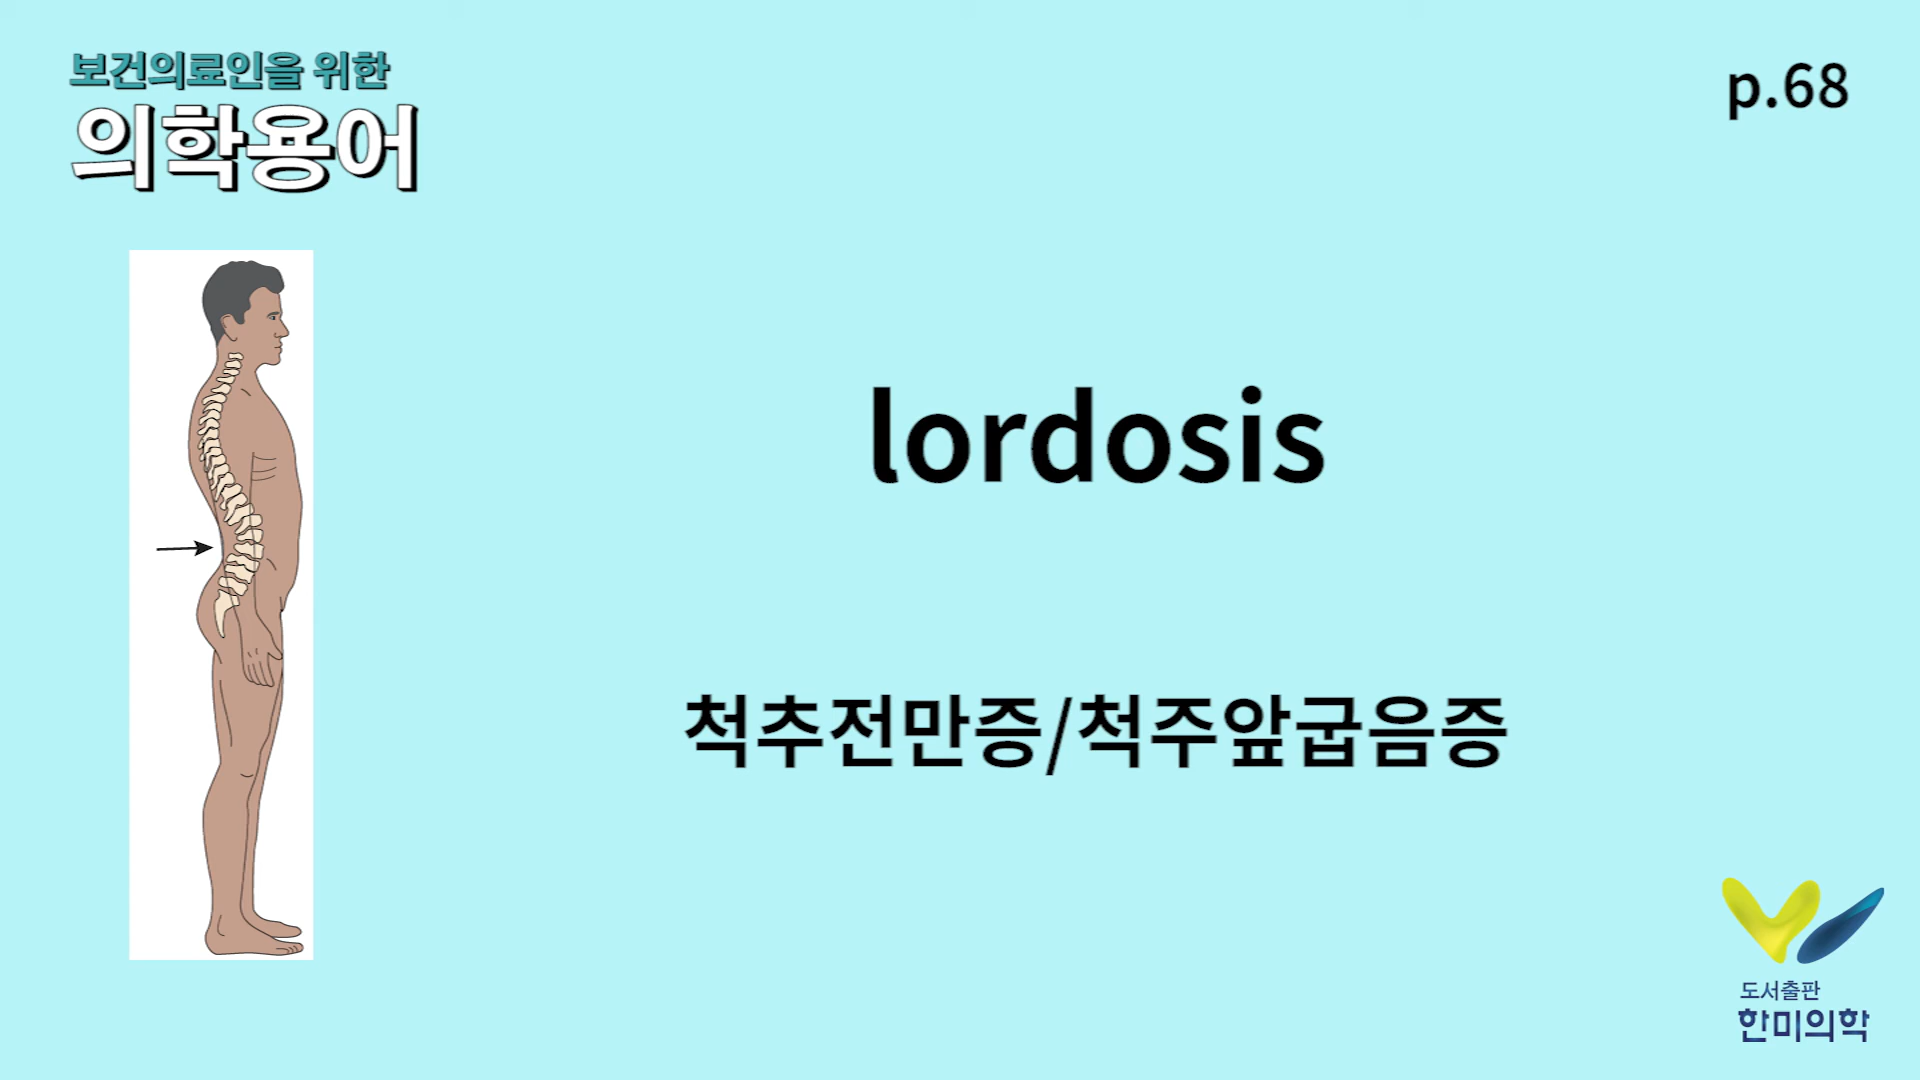 보건의료인을 위한
의학용어
p.68
lordosis
척추전만증/척주앞굽음증
도서출판
한미의학